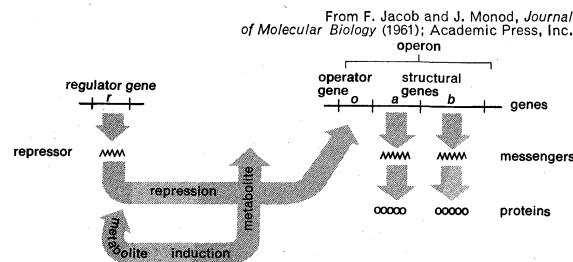 From F. Jacob and J. Monod, Journal
of Molecular Biology (1961); Academic Press, Inc.
operon
regulator gene
r
operator
gene
o
structural
genes
a
b
genes
repressor
messengers
repression
metabolite
proteins
metabolite
induction